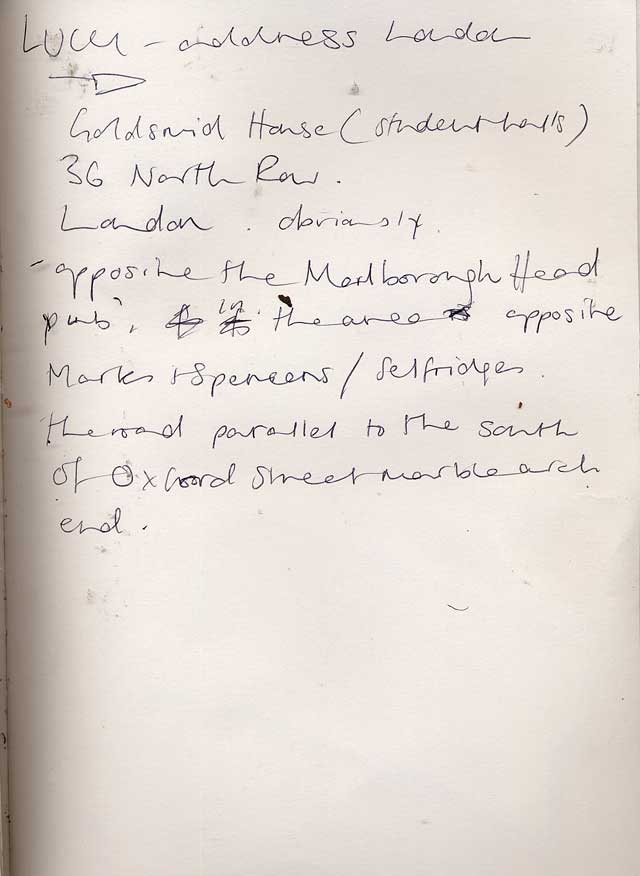 LUCY - address London
Goldsmid House (student halls)
36 North Row.
London . obviously.
- opposite the Marlborough Head
pub, in the area opposite
Marks + Spencers / Selfridges.
the road parallel to the south
of Oxford Street marble arch
end.